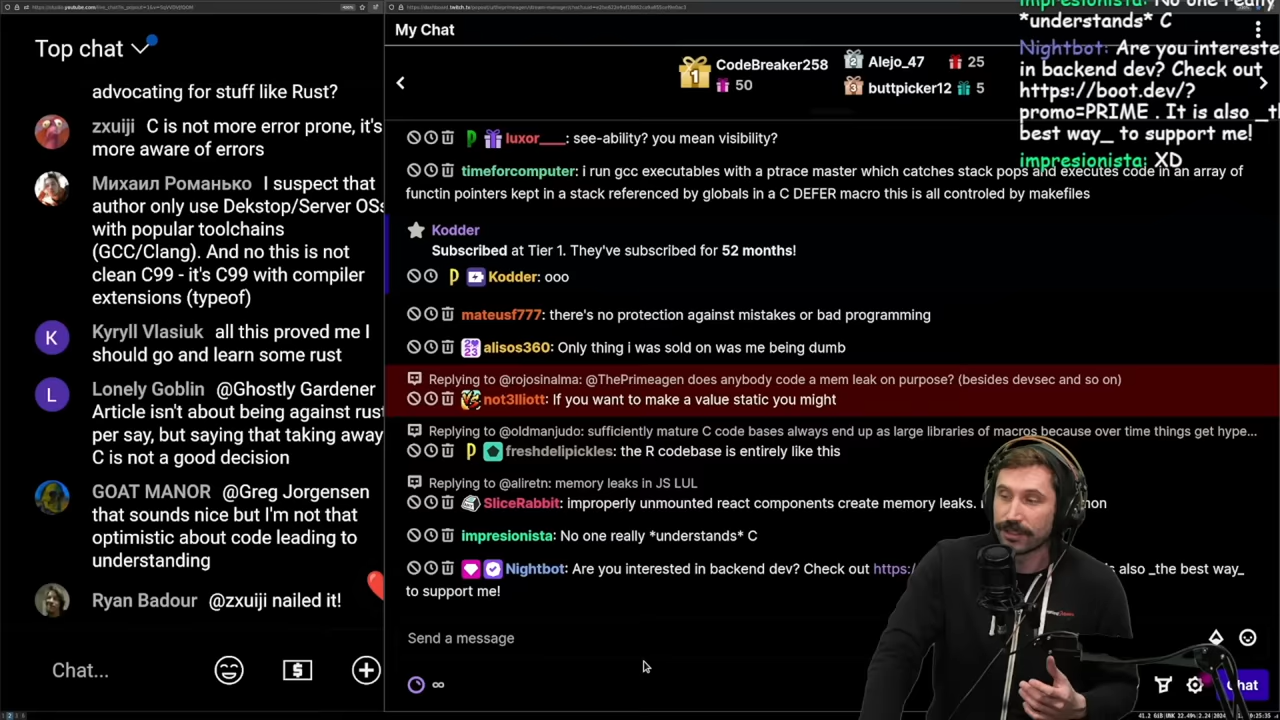 Top chat
advocating for stuff like Rust?
zxuiji C is not more error prone, it's
more aware of errors
Михаил Романько I suspect that
author only use Dekstop/Server OSs
with popular toolchains
(GCC/Clang). And no this is not
clean C99 - it's C99 with compiler
extensions (typeof)
K
Kyryll Vlasiuk all this proved me I
should go and learn some rust
L
Lonely Goblin @Ghostly Gardener
Article isn't about being against rust
per say, but saying that taking away
C is not a good decision
GOAT MANOR @Greg Jorgensen
that sounds nice but I'm not that
optimistic about code leading to
understanding
Ryan Badour @zxuiji nailed it!
Chat...
My Chat
1 CodeBreaker258
50
2 Alejo_47 25
3 buttpicker12 5
luxor____: see-ability? you mean visibility?
timeforcomputer: i run gcc executables with a ptrace master which catches stack pops and executes code in an array of
functin pointers kept in a stack referenced by globals in a C DEFER macro this is all controled by makefiles
Kodder
Subscribed at Tier 1. They've subscribed for 52 months!
Kodder: ooo
mateusf777: there's no protection against mistakes or bad programming
alisos360: Only thing i was sold on was me being dumb
Replying to @rojosinalma: @ThePrimeagen does anybody code a mem leak on purpose? (besides devsec and so on)
not3lliott: If you want to make a value static you might
Replying to @oldmanjudo: sufficiently mature C code bases always end up as large libraries of macros because over time things get hype...
freshdelipickles: the R codebase is entirely like this
Replying to @aliretn: memory leaks in JS LUL
SliceRabbit: improperly unmounted react components create memory leaks.
impresionista: No one really *understands* C
Nightbot: Are you interested in backend dev? Check out https:/ s also _the best way_
to support me!
Send a message
Chat
impresionista: No one really
*understands* C
Nightbot: Are you intereste
in backend dev? Check out
https://boot.dev/?
promo=PRIME . It is also _th
best way_ to support me!
impresionista: XD